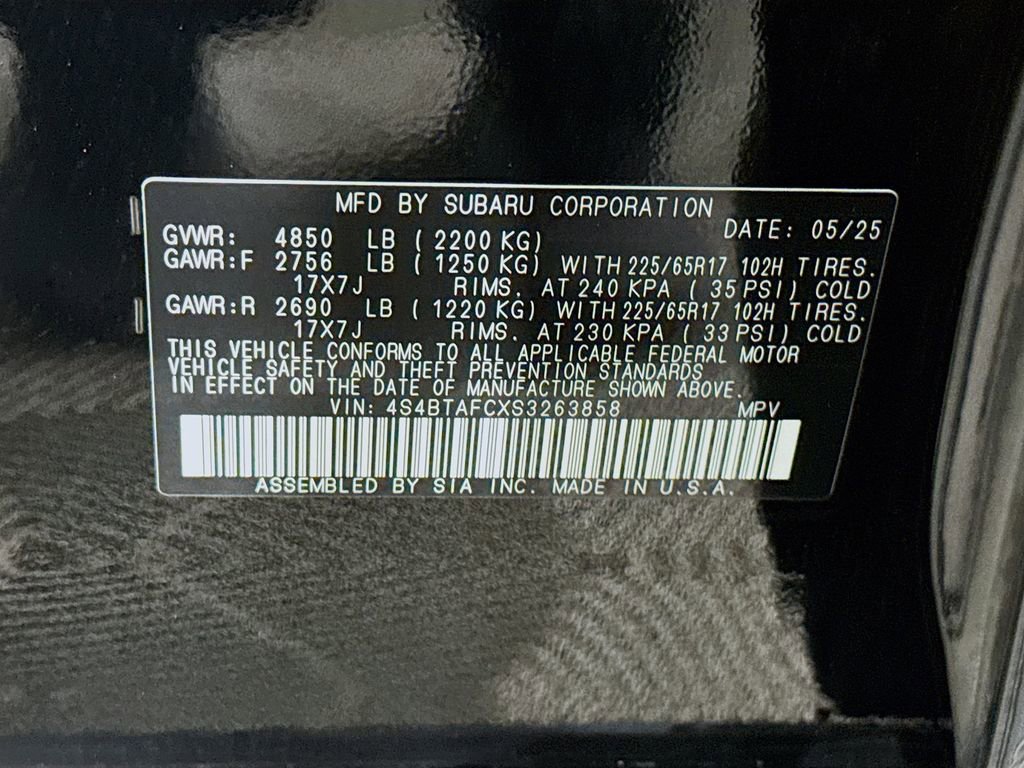 MFD BY SUBARU CORPORATION
DATE: 05/25
GVWR: 4850 LB ( 2200 KG)
GAWR:F 2756 LB ( 1250 KG) WITH 225/65R17 102H TIRES.
17X7J RIMS. AT 240 KPA ( 35 PSI ) COLD
GAWR:R 2690 LB ( 1220 KG) WITH 225/65R17 102H TIRES.
17X7J RIMS. AT 230 KPA ( 33 PSI ) COLD
THIS VEHICLE CONFORMS TO ALL APPLICABLE FEDERAL MOTOR
VEHICLE SAFETY AND THEFT PREVENTION STANDARDS
IN EFFECT ON THE DATE OF MANUFACTURE SHOWN ABOVE.
VIN: 4S4BTAFCXS3263858 MPV
ASSEMBLED BY SIA INC. MADE IN U.S.A.